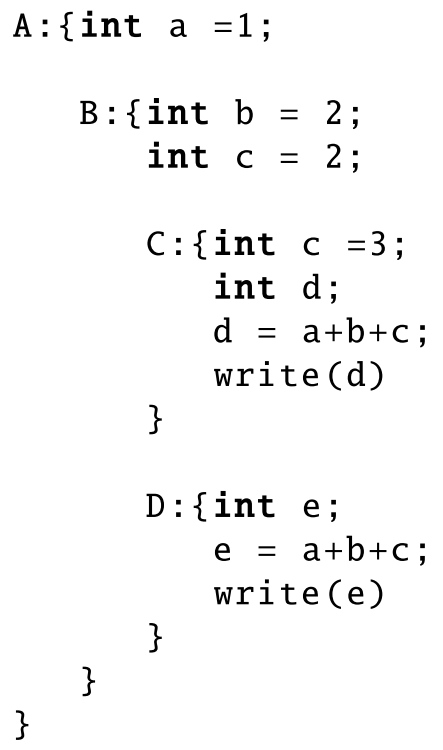 A:{int a =1;
B:{int b = 2;
int c = 2;
C:{int c =3;
int d;
d = a+b+c;
write(d)
}
D:{int e;
e = a+b+c;
write(e)
}
}
}